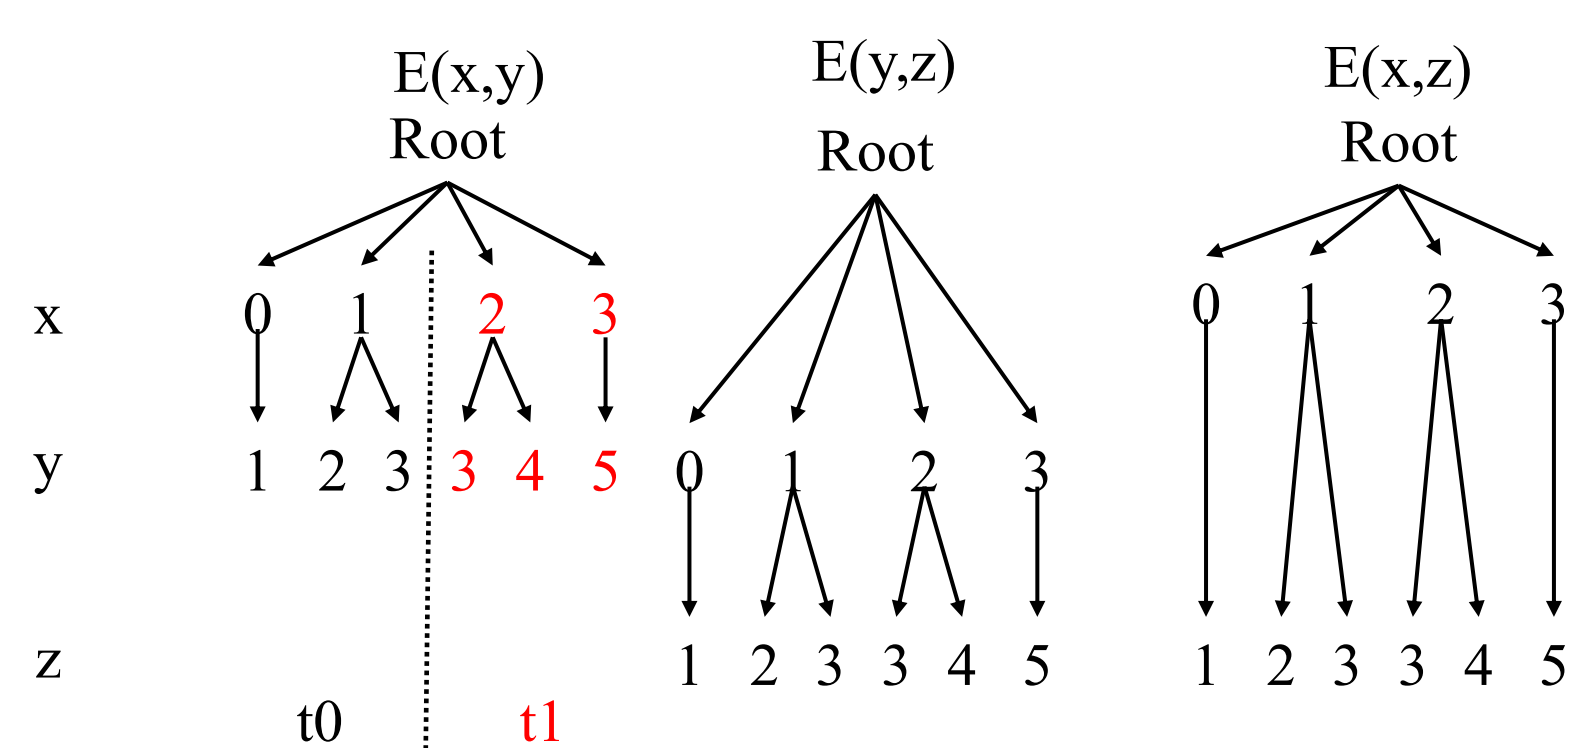 E(x,y) E(y,z) E(x,z)
Root Root Root
x 0 1 2 3 0 1 2 3
y 1 2 3 3 4 5 0 1 2 3
z 1 2 3 3 4 5 1 2 3 3 4 5
t0 t1